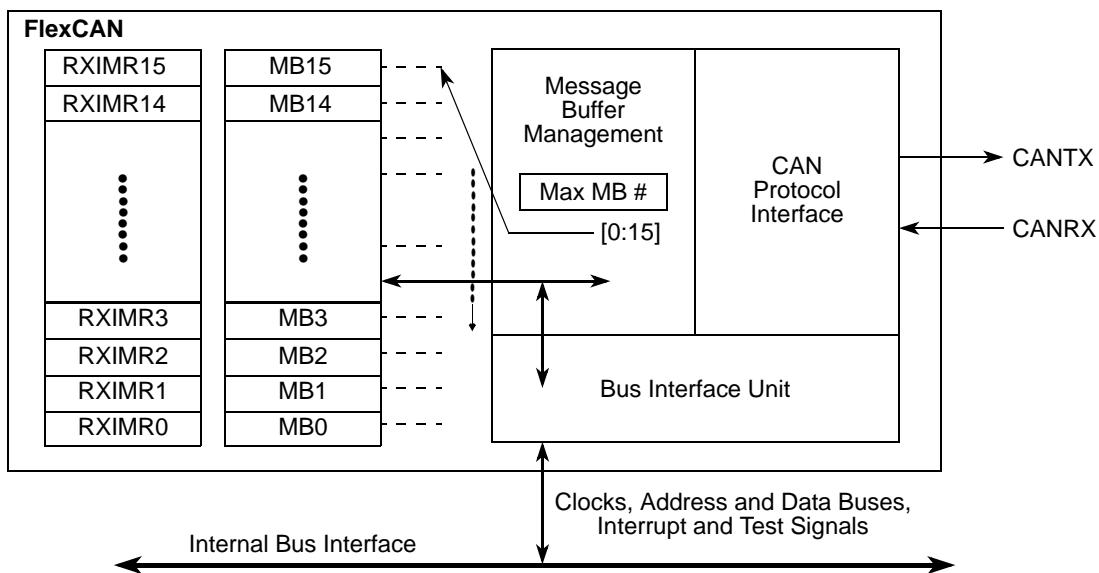 FlexCAN
RXIMR15
RXIMR14
RXIMR3
RXIMR2
RXIMR1
RXIMR0
MB15
MB14
MB3
MB2
MB1
MB0
Message
Buffer
Management
Max MB #
[0:15]
CAN
Protocol
Interface
Bus Interface Unit
CANTX
CANRX
Clocks, Address and Data Buses,
Interrupt and Test Signals
Internal Bus Interface